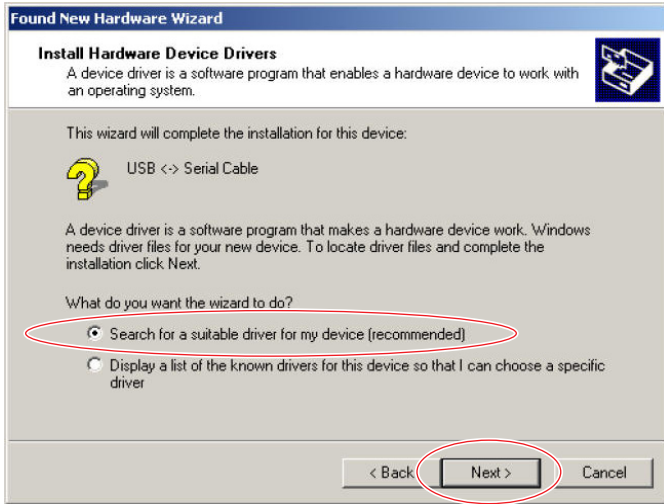 Found New Hardware Wizard
Install Hardware Device Drivers
A device driver is a software program that enables a hardware device to work with
an operating system.
This wizard will complete the installation for this device:
USB <-> Serial Cable
A device driver is a software program that makes a hardware device work. Windows
needs driver files for your new device. To locate driver files and complete the
installation click Next.
What do you want the wizard to do?
Search for a suitable driver for my device (recommended)
Display a list of the known drivers for this device so that I can choose a specific
driver
< Back
Next >
Cancel